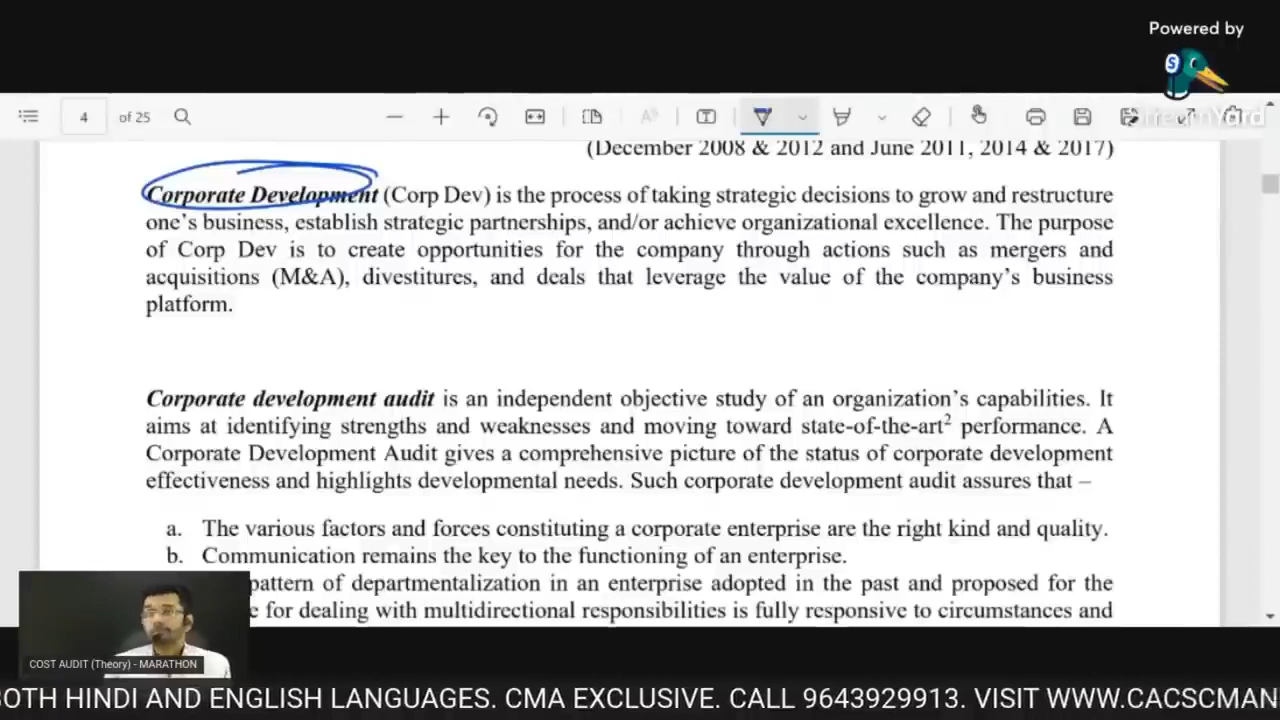 Powered by
S
4 of 25
(December 2008 & 2012 and June 2011, 2014 & 2017)
Corporate Development (Corp Dev) is the process of taking strategic decisions to grow and restructure
one's business, establish strategic partnerships, and/or achieve organizational excellence. The purpose
of Corp Dev is to create opportunities for the company through actions such as mergers and
acquisitions (M&A), divestitures, and deals that leverage the value of the company's business
platform.
Corporate development audit is an independent objective study of an organization's capabilities. It
aims at identifying strengths and weaknesses and moving toward state-of-the-art² performance. A
Corporate Development Audit gives a comprehensive picture of the status of corporate development
effectiveness and highlights developmental needs. Such corporate development audit assures that –
a. The various factors and forces constituting a corporate enterprise are the right kind and quality.
b. Communication remains the key to the functioning of an enterprise.
pattern of departmentalization in an enterprise adopted in the past and proposed for the
e for dealing with multidirectional responsibilities is fully responsive to circumstances and
COST AUDIT (Theory) - MARATHON
OTH HINDI AND ENGLISH LANGUAGES. CMA EXCLUSIVE. CALL 9643929913. VISIT WWW.CACSCMAN